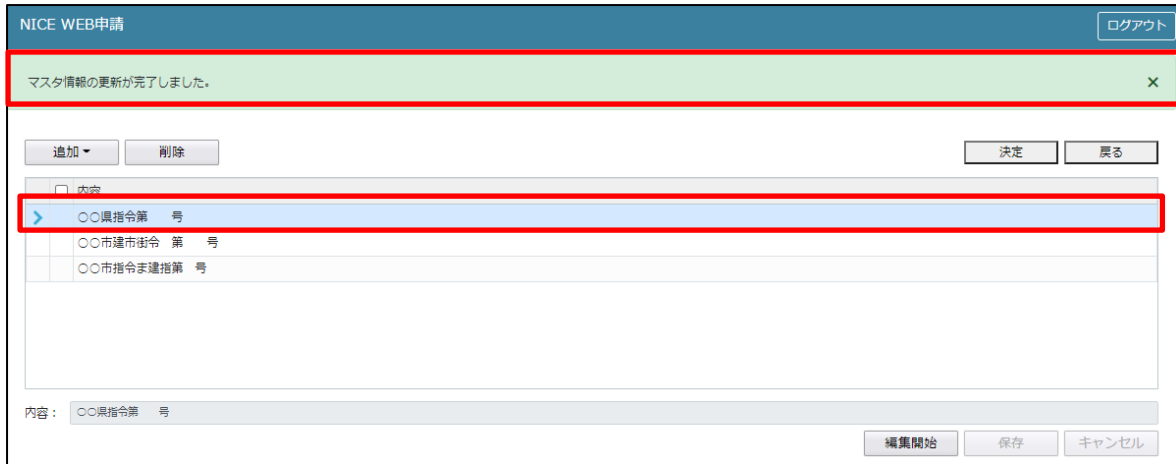 NICE WEB申請 ログアウト
マスタ情報の更新が完了しました。 ×
追加 削除 決定 戻る
内容
○○県指令第　　号
○○市建市街令　第　　号
○○市指令ま建指第　号
内容： ○○県指令第　　号
編集開始 保存 キャンセル